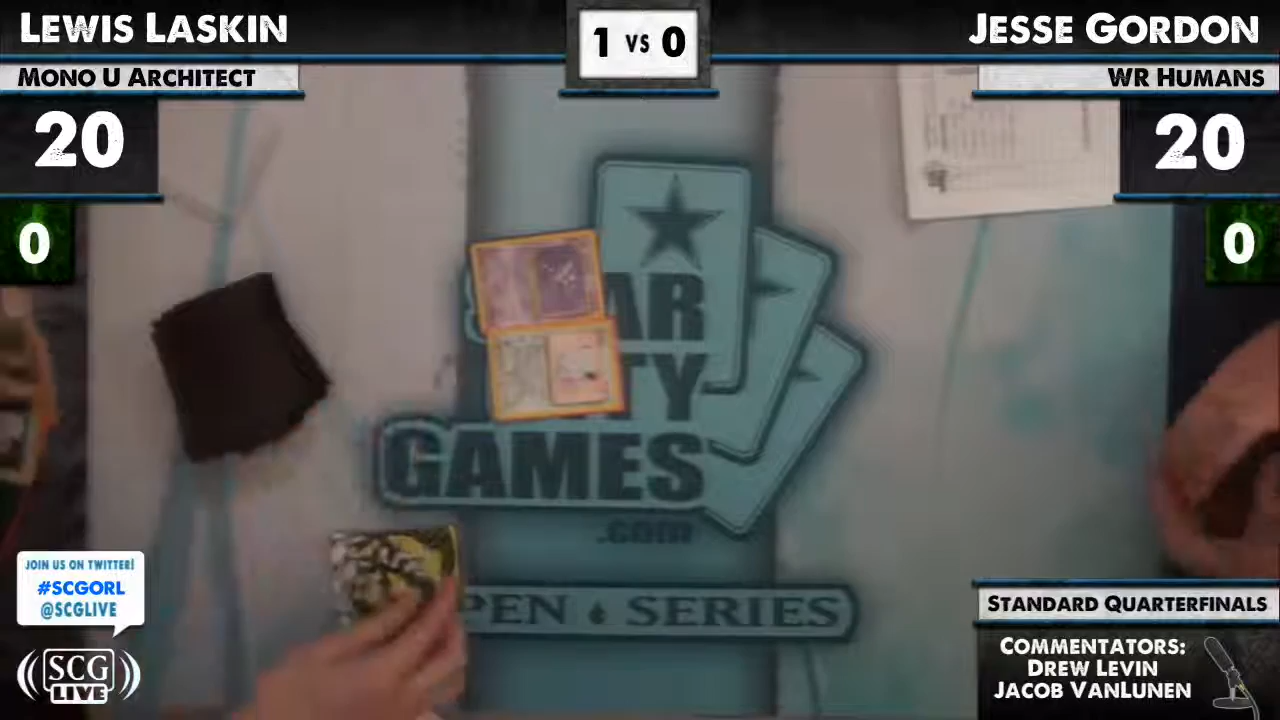 LEWIS LASKIN
1 VS 0
JESSE GORDON
MONO U ARCHITECT
WR HUMANS
20
20
0
0
GAMES
.com
OPEN SERIES
JOIN US ON TWITTER!
#SCGORL
@SCGLIVE
SCG
LIVE
STANDARD QUARTERFINALS
COMMENTATORS:
DREW LEVIN
JACOB VANLUNEN